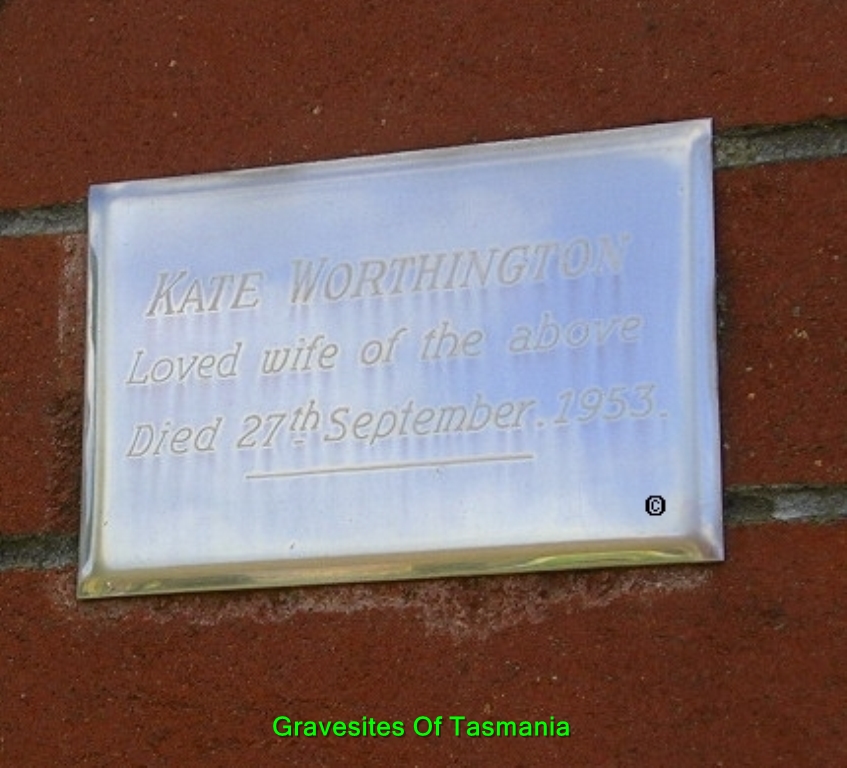 KATE WORTHINGTON
Loved wife of the above
Died 27th September. 1953.
©
Gravesites Of Tasmania